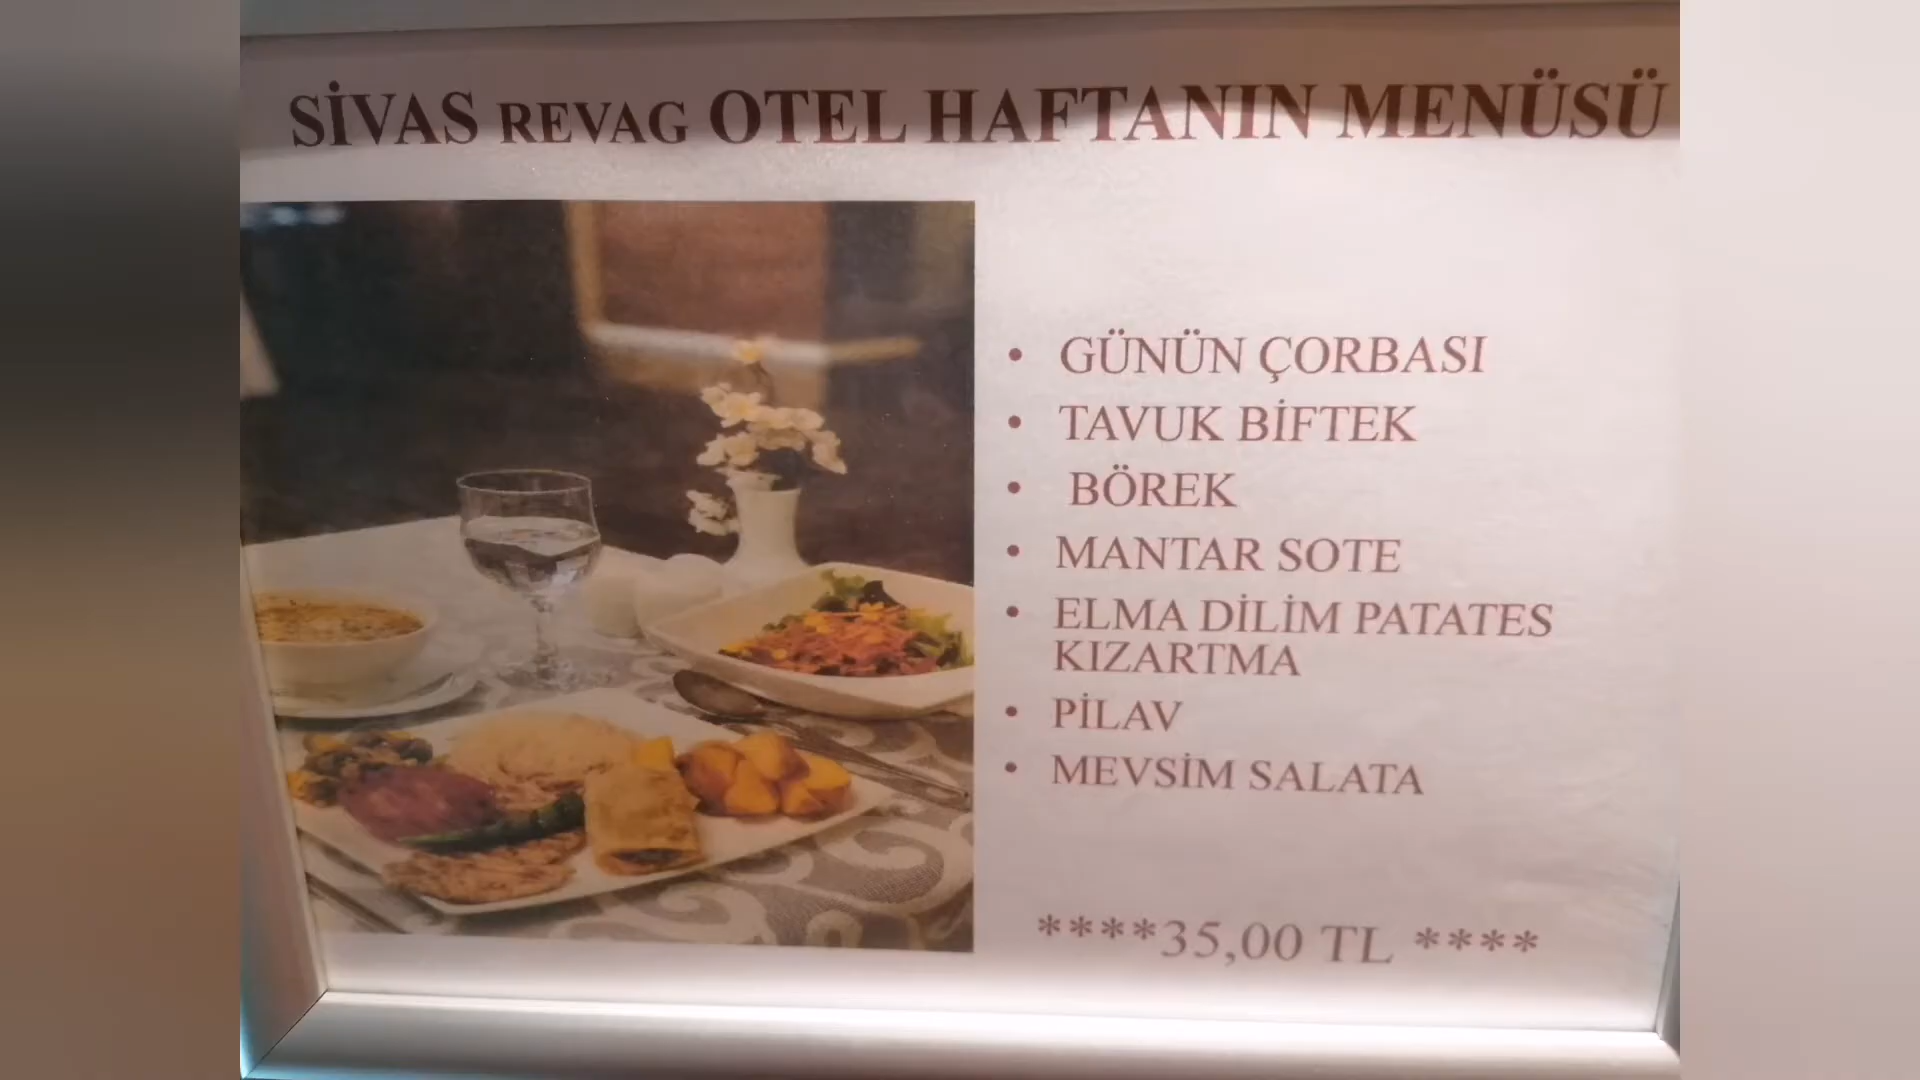 SİVAS REVAG OTEL HAFTANIN MENÜSÜ
• GÜNÜN ÇORBASI
• TAVUK BİFTEK
• BÖREK
• MANTAR SOTE
• ELMA DİLİM PATATES
KIZARTMA
• PİLAV
• MEVSİM SALATA
****35,00 TL ****